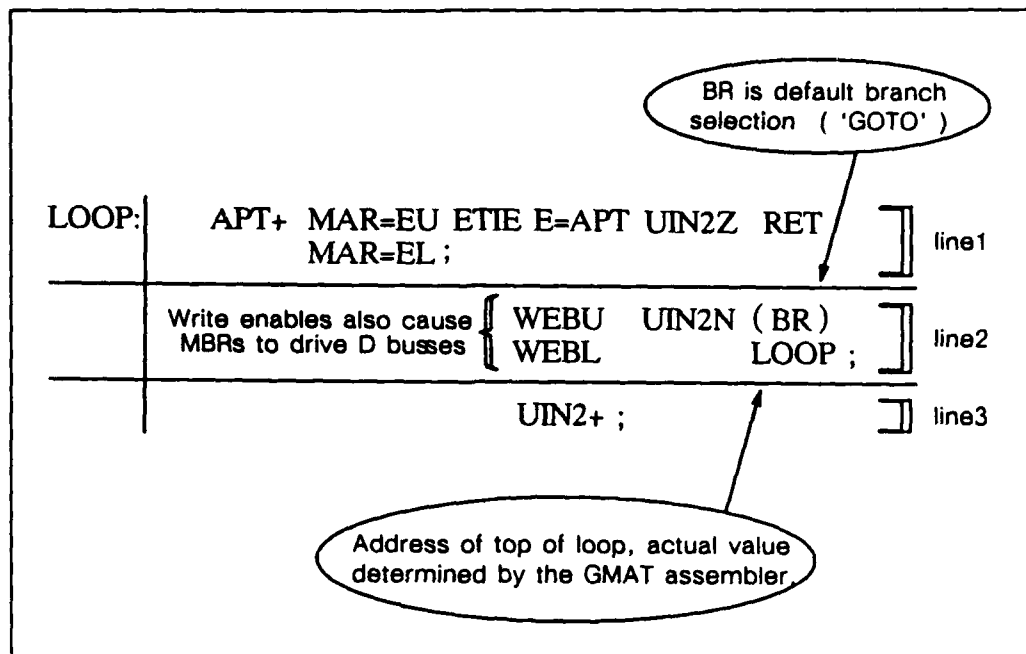 BR is default branch
selection ( 'GOTO' )
LOOP: APT+ MAR=EU ETIE E=APT UIN2Z RET
MAR=EL ;
line1
Write enables also cause
MBRs to drive D busses
WEBU UIN2N ( BR )
WEBL LOOP ;
line2
UIN2+ ;
line3
Address of top of loop, actual value
determined by the GMAT assembler.